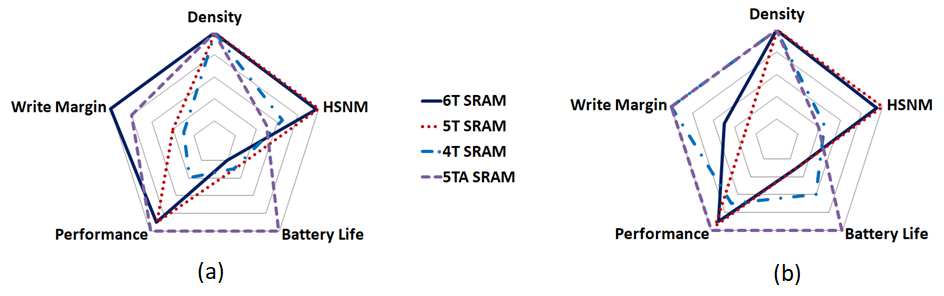 Density
Write Margin
HSNM
Performance
Battery Life
(a)
6T SRAM
5T SRAM
4T SRAM
5TA SRAM
Density
Write Margin
HSNM
Performance
Battery Life
(b)